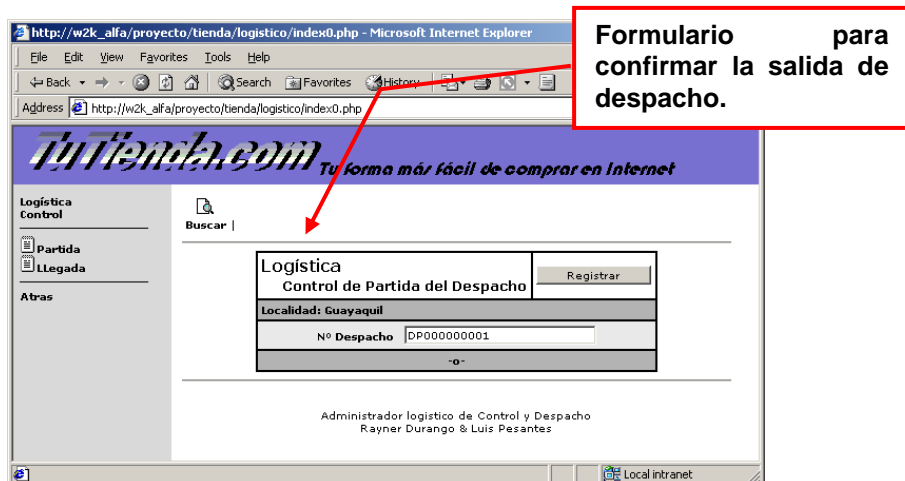 http://w2k_alfa/proyecto/tienda/logistico/index0.php - Microsoft Internet Explorer
Formulario para
confirmar la salida de
despacho.
File Edit View Favorites Tools Help
Back Search Favorites History
Address http://w2k_alfa/proyecto/tienda/logistico/index0.php
TuTienda.com Tu forma más fácil de comprar en Internet
Logística
Control
Buscar |
Partida
LLegada
Atras
Logística
Control de Partida del Despacho
Registrar
Localidad: Guayaquil
Nº Despacho DP000000001
-o-
Administrador logistico de Control y Despacho
Rayner Durango & Luis Pesantes
Local intranet